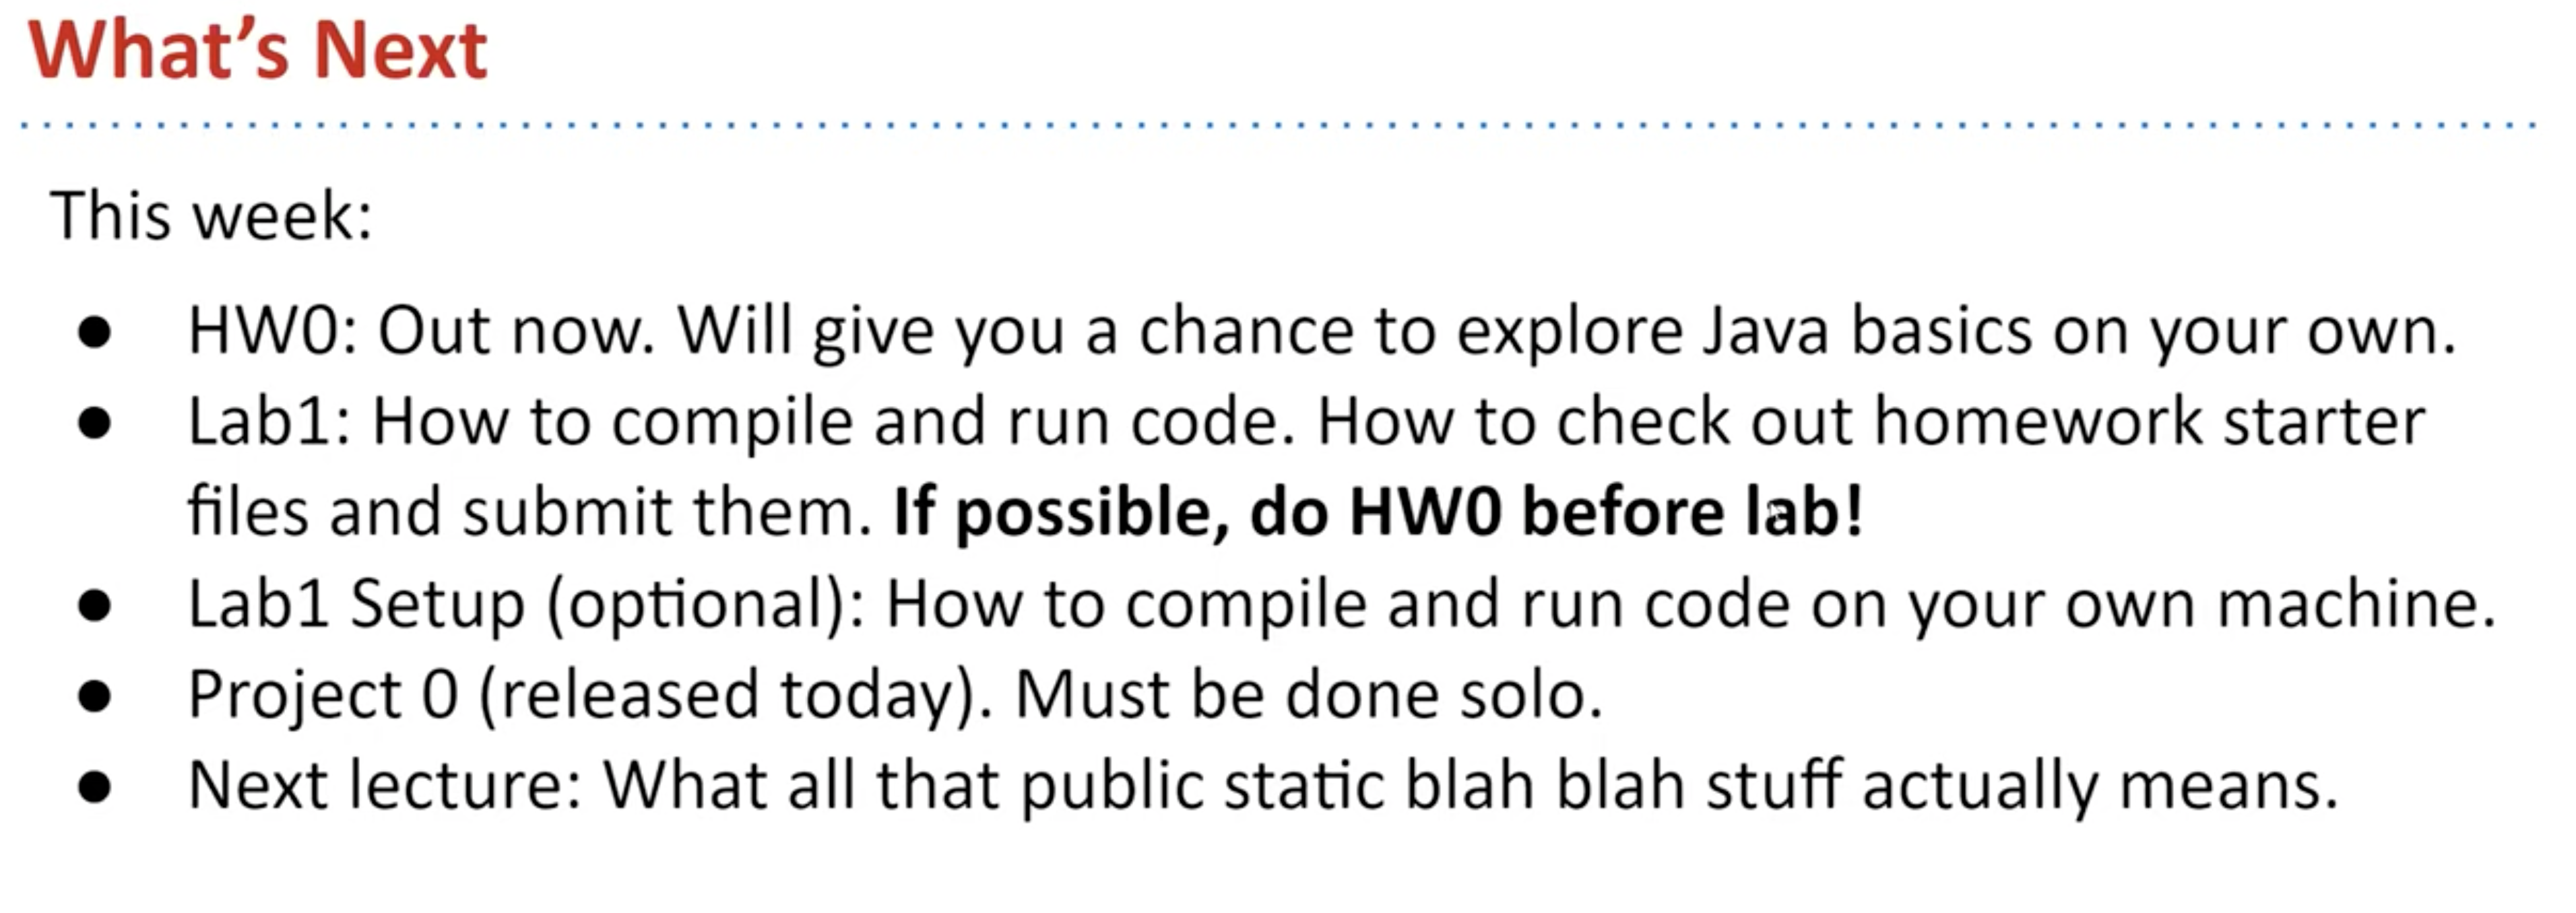 What's Next
This week:
● HW0: Out now. Will give you a chance to explore Java basics on your own.
● Lab1: How to compile and run code. How to check out homework starter
files and submit them. If possible, do HW0 before lab!
● Lab1 Setup (optional): How to compile and run code on your own machine.
● Project 0 (released today). Must be done solo.
● Next lecture: What all that public static blah blah stuff actually means.